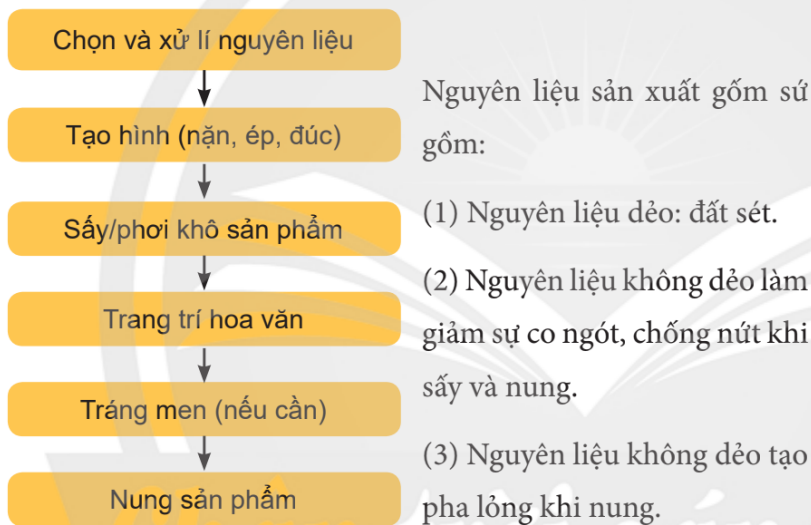 Chọn và xử lí nguyên liệu
Tạo hình (nặn, ép, đúc)
Sấy/phơi khô sản phẩm
Trang trí hoa văn
Tráng men (nếu cần)
Nung sản phẩm
Nguyên liệu sản xuất gốm sứ
gồm:
(1) Nguyên liệu dẻo: đất sét.
(2) Nguyên liệu không dẻo làm
giảm sự co ngót, chống nứt khi
sấy và nung.
(3) Nguyên liệu không dẻo tạo
pha lỏng khi nung.